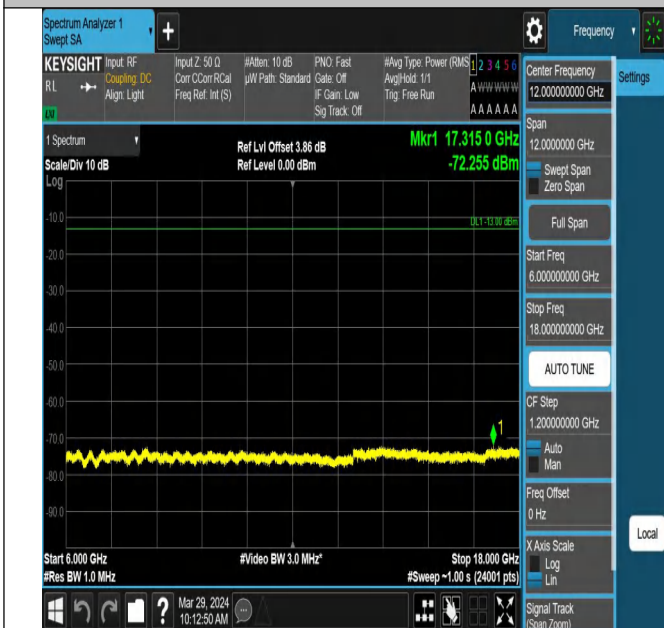 Spectrum Analyzer 1
Swept SA
Frequency
KEYSIGHT
RL
Input: RF
Coupling: DC
Align: Light
Input Z: 50 Ω
Corr CCorr RCal
Freq Ref: Int (S)
#Atten: 10 dB
µW Path: Standard
PNO: Fast
Gate: Off
IF Gain: Low
Sig Track: Off
#Avg Type: Power (RMS
Avg|Hold: 1/1
Trig: Free Run
1 2 3 4 5 6
A W W W W W
A A A A A A
1 Spectrum
Scale/Div 10 dB
Log
Ref Lvl Offset 3.86 dB
Ref Level 0.00 dBm
Mkr1 17.315 0 GHz
-72.255 dBm
-10.0
DL1 -13.00 dBm
-20.0
-30.0
-40.0
-50.0
-60.0
-70.0
1
-80.0
-90.0
Start 6.000 GHz
#Res BW 1.0 MHz
#Video BW 3.0 MHz*
Stop 18.000 GHz
#Sweep ~1.00 s (24001 pts)
Mar 29, 2024
10:12:50 AM
Center Frequency
12.000000000 GHz
Settings
Span
12.0000000 GHz
Swept Span
Zero Span
Full Span
Start Freq
6.000000000 GHz
Stop Freq
18.000000000 GHz
AUTO TUNE
CF Step
1.200000000 GHz
Auto
Man
Freq Offset
0 Hz
X Axis Scale
Log
Lin
Local
Signal Track
(Span Zoom)